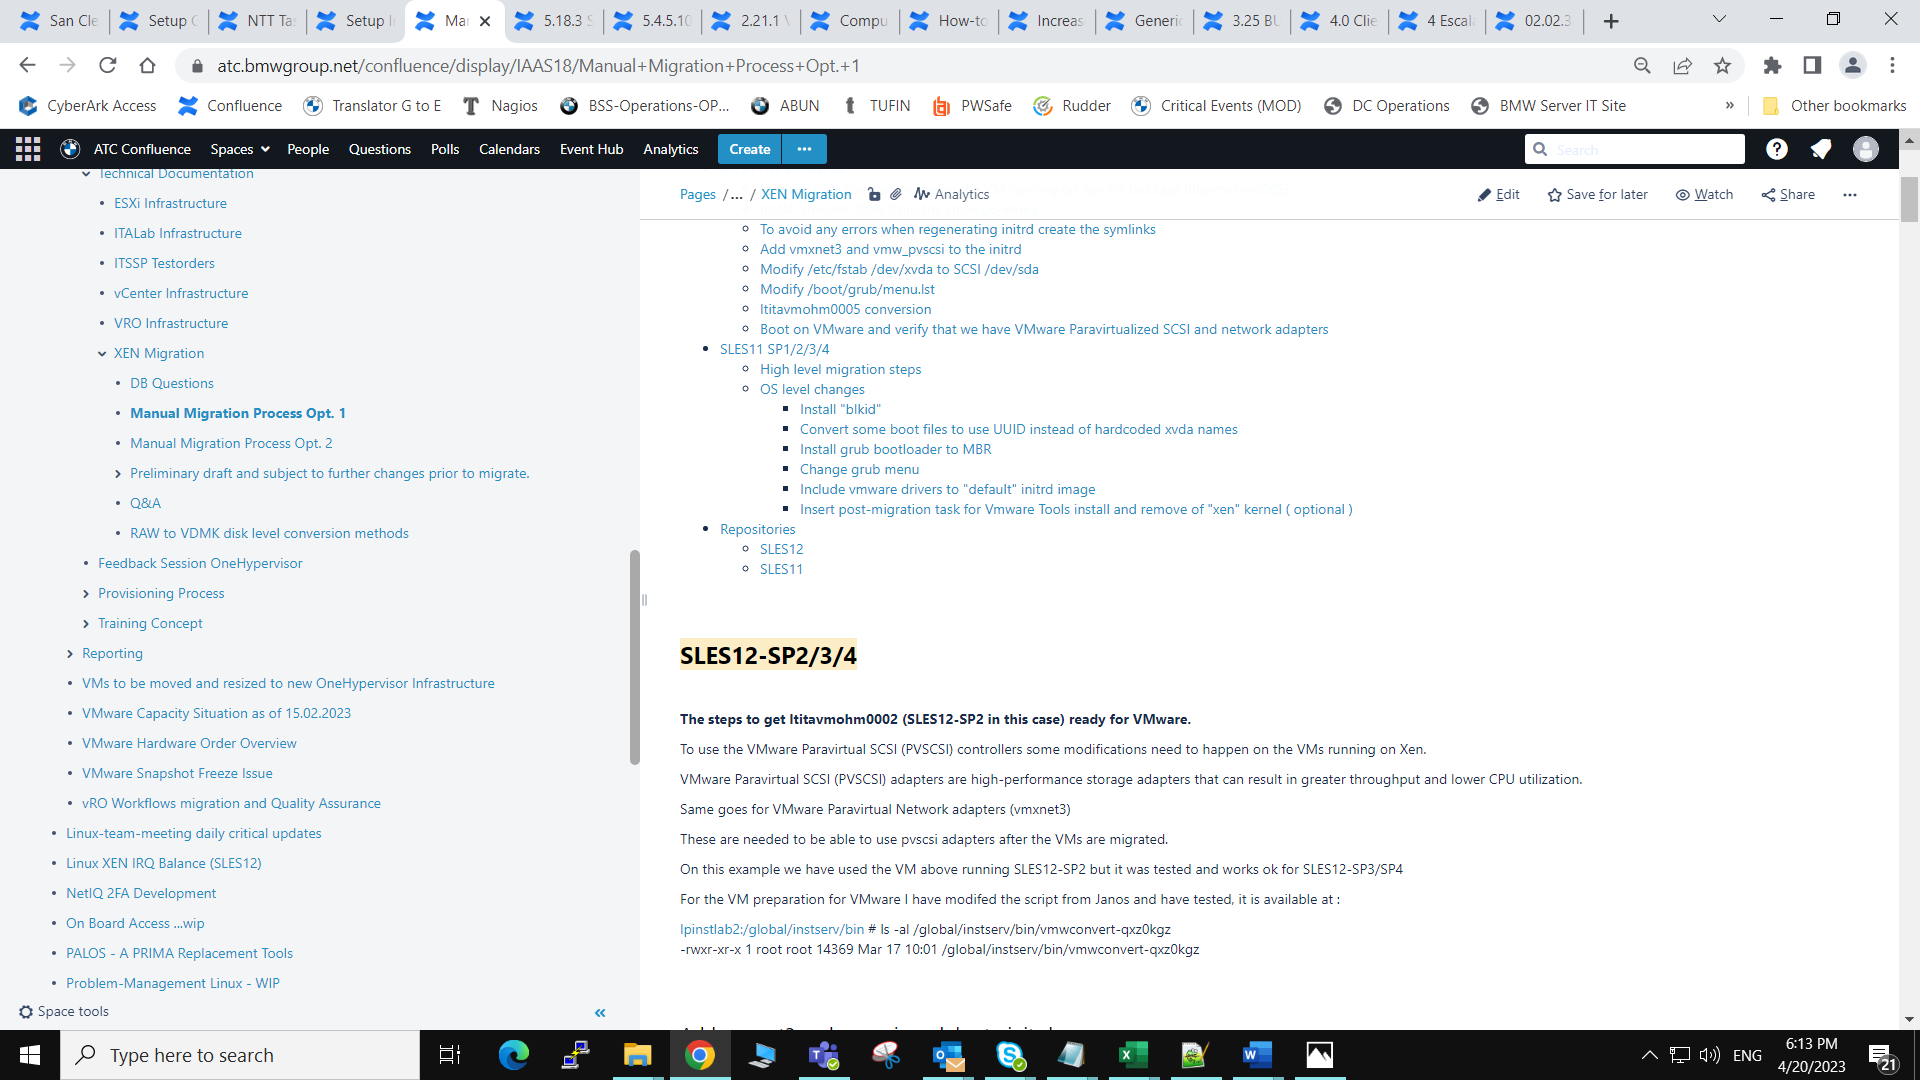 San Cle
Setup C
NTT Tas
Setup In
Mar
5.18.3 S
5.4.5.10
2.21.1 V
Compu
How-to
Increas
Generic
3.25 BU
4.0 Clie
4 Escala
02.02.3
atc.bmwgroup.net/confluence/display/IAAS18/Manual+Migration+Process+Opt.+1
CyberArk Access
Confluence
Translator G to E
Nagios
BSS-Operations-OP...
ABUN
TUFIN
PWSafe
Rudder
Critical Events (MOD)
DC Operations
BMW Server IT Site
»
Other bookmarks
ATC Confluence
Spaces
People
Questions
Polls
Calendars
Event Hub
Analytics
Create
Search
Technical Documentation
ESXi Infrastructure
ITALab Infrastructure
ITSSP Testorders
vCenter Infrastructure
VRO Infrastructure
XEN Migration
DB Questions
Manual Migration Process Opt. 1
Manual Migration Process Opt. 2
Preliminary draft and subject to further changes prior to migrate.
Q&A
RAW to VDMK disk level conversion methods
Feedback Session OneHypervisor
Provisioning Process
Training Concept
Reporting
VMs to be moved and resized to new OneHypervisor Infrastructure
VMware Capacity Situation as of 15.02.2023
VMware Hardware Order Overview
VMware Snapshot Freeze Issue
vRO Workflows migration and Quality Assurance
Linux-team-meeting daily critical updates
Linux XEN IRQ Balance (SLES12)
NetIQ 2FA Development
On Board Access ...wip
PALOS - A PRIMA Replacement Tools
Problem-Management Linux - WIP
Space tools
«
Pages /... / XEN Migration
Analytics
Edit
Save for later
Watch
Share
To avoid any errors when regenerating initrd create the symlinks
Add vmxnet3 and vmw_pvscsi to the initrd
Modify /etc/fstab /dev/xvda to SCSI /dev/sda
Modify /boot/grub/menu.lst
ltitavmohm0005 conversion
Boot on VMware and verify that we have VMware Paravirtualized SCSI and network adapters
SLES11 SP1/2/3/4
High level migration steps
OS level changes
Install "blkid"
Convert some boot files to use UUID instead of hardcoded xvda names
Install grub bootloader to MBR
Change grub menu
Include vmware drivers to "default" initrd image
Insert post-migration task for Vmware Tools install and remove of "xen" kernel ( optional )
Repositories
SLES12
SLES11
SLES12-SP2/3/4
The steps to get ltitavmohm0002 (SLES12-SP2 in this case) ready for VMware.
To use the VMware Paravirtual SCSI (PVSCSI) controllers some modifications need to happen on the VMs running on Xen.
VMware Paravirtual SCSI (PVSCSI) adapters are high-performance storage adapters that can result in greater throughput and lower CPU utilization.
Same goes for VMware Paravirtual Network adapters (vmxnet3)
These are needed to be able to use pvscsi adapters after the VMs are migrated.
On this example we have used the VM above running SLES12-SP2 but it was tested and works ok for SLES12-SP3/SP4
For the VM preparation for VMware I have modifed the script from Janos and have tested, it is available at :
lpinstlab2:/global/instserv/bin # ls -al /global/instserv/bin/vmwconvert-qxz0kgz
-rwxr-xr-x 1 root root 14369 Mar 17 10:01 /global/instserv/bin/vmwconvert-qxz0kgz
Type here to search
ENG
6:13 PM
4/20/2023
21